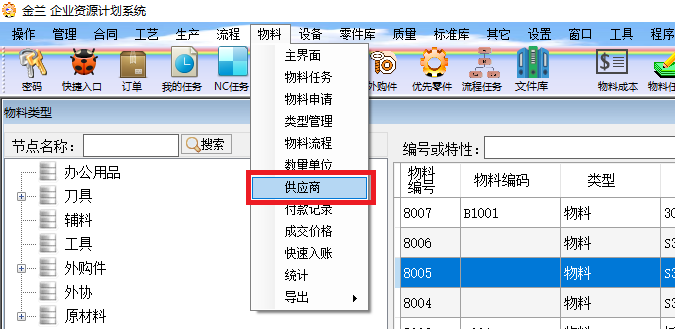 金兰 企业资源计划系统
操作 管理 合同 工艺 生产 流程 物料 设备 零件库 质量 标准库 其它 设置 窗口 工具 程序
密码 快捷入口 订单 我的任务 NC任务 外购件 优先零件 流程任务 文件库 物料成本 物料任
主界面
物料任务
物料申请
类型管理
物料流程
数量单位
供应商
付款记录
成交价格
快速入账
统计
导出
物料类型
节点名称: 搜索
办公用品
刀具
辅料
工具
外购件
外协
原材料
编号或特性:
物料编号 物料编码 类型
8007 B1001 物料 30
8006 物料 S3
8005 物料 S3
8004 物料 S3